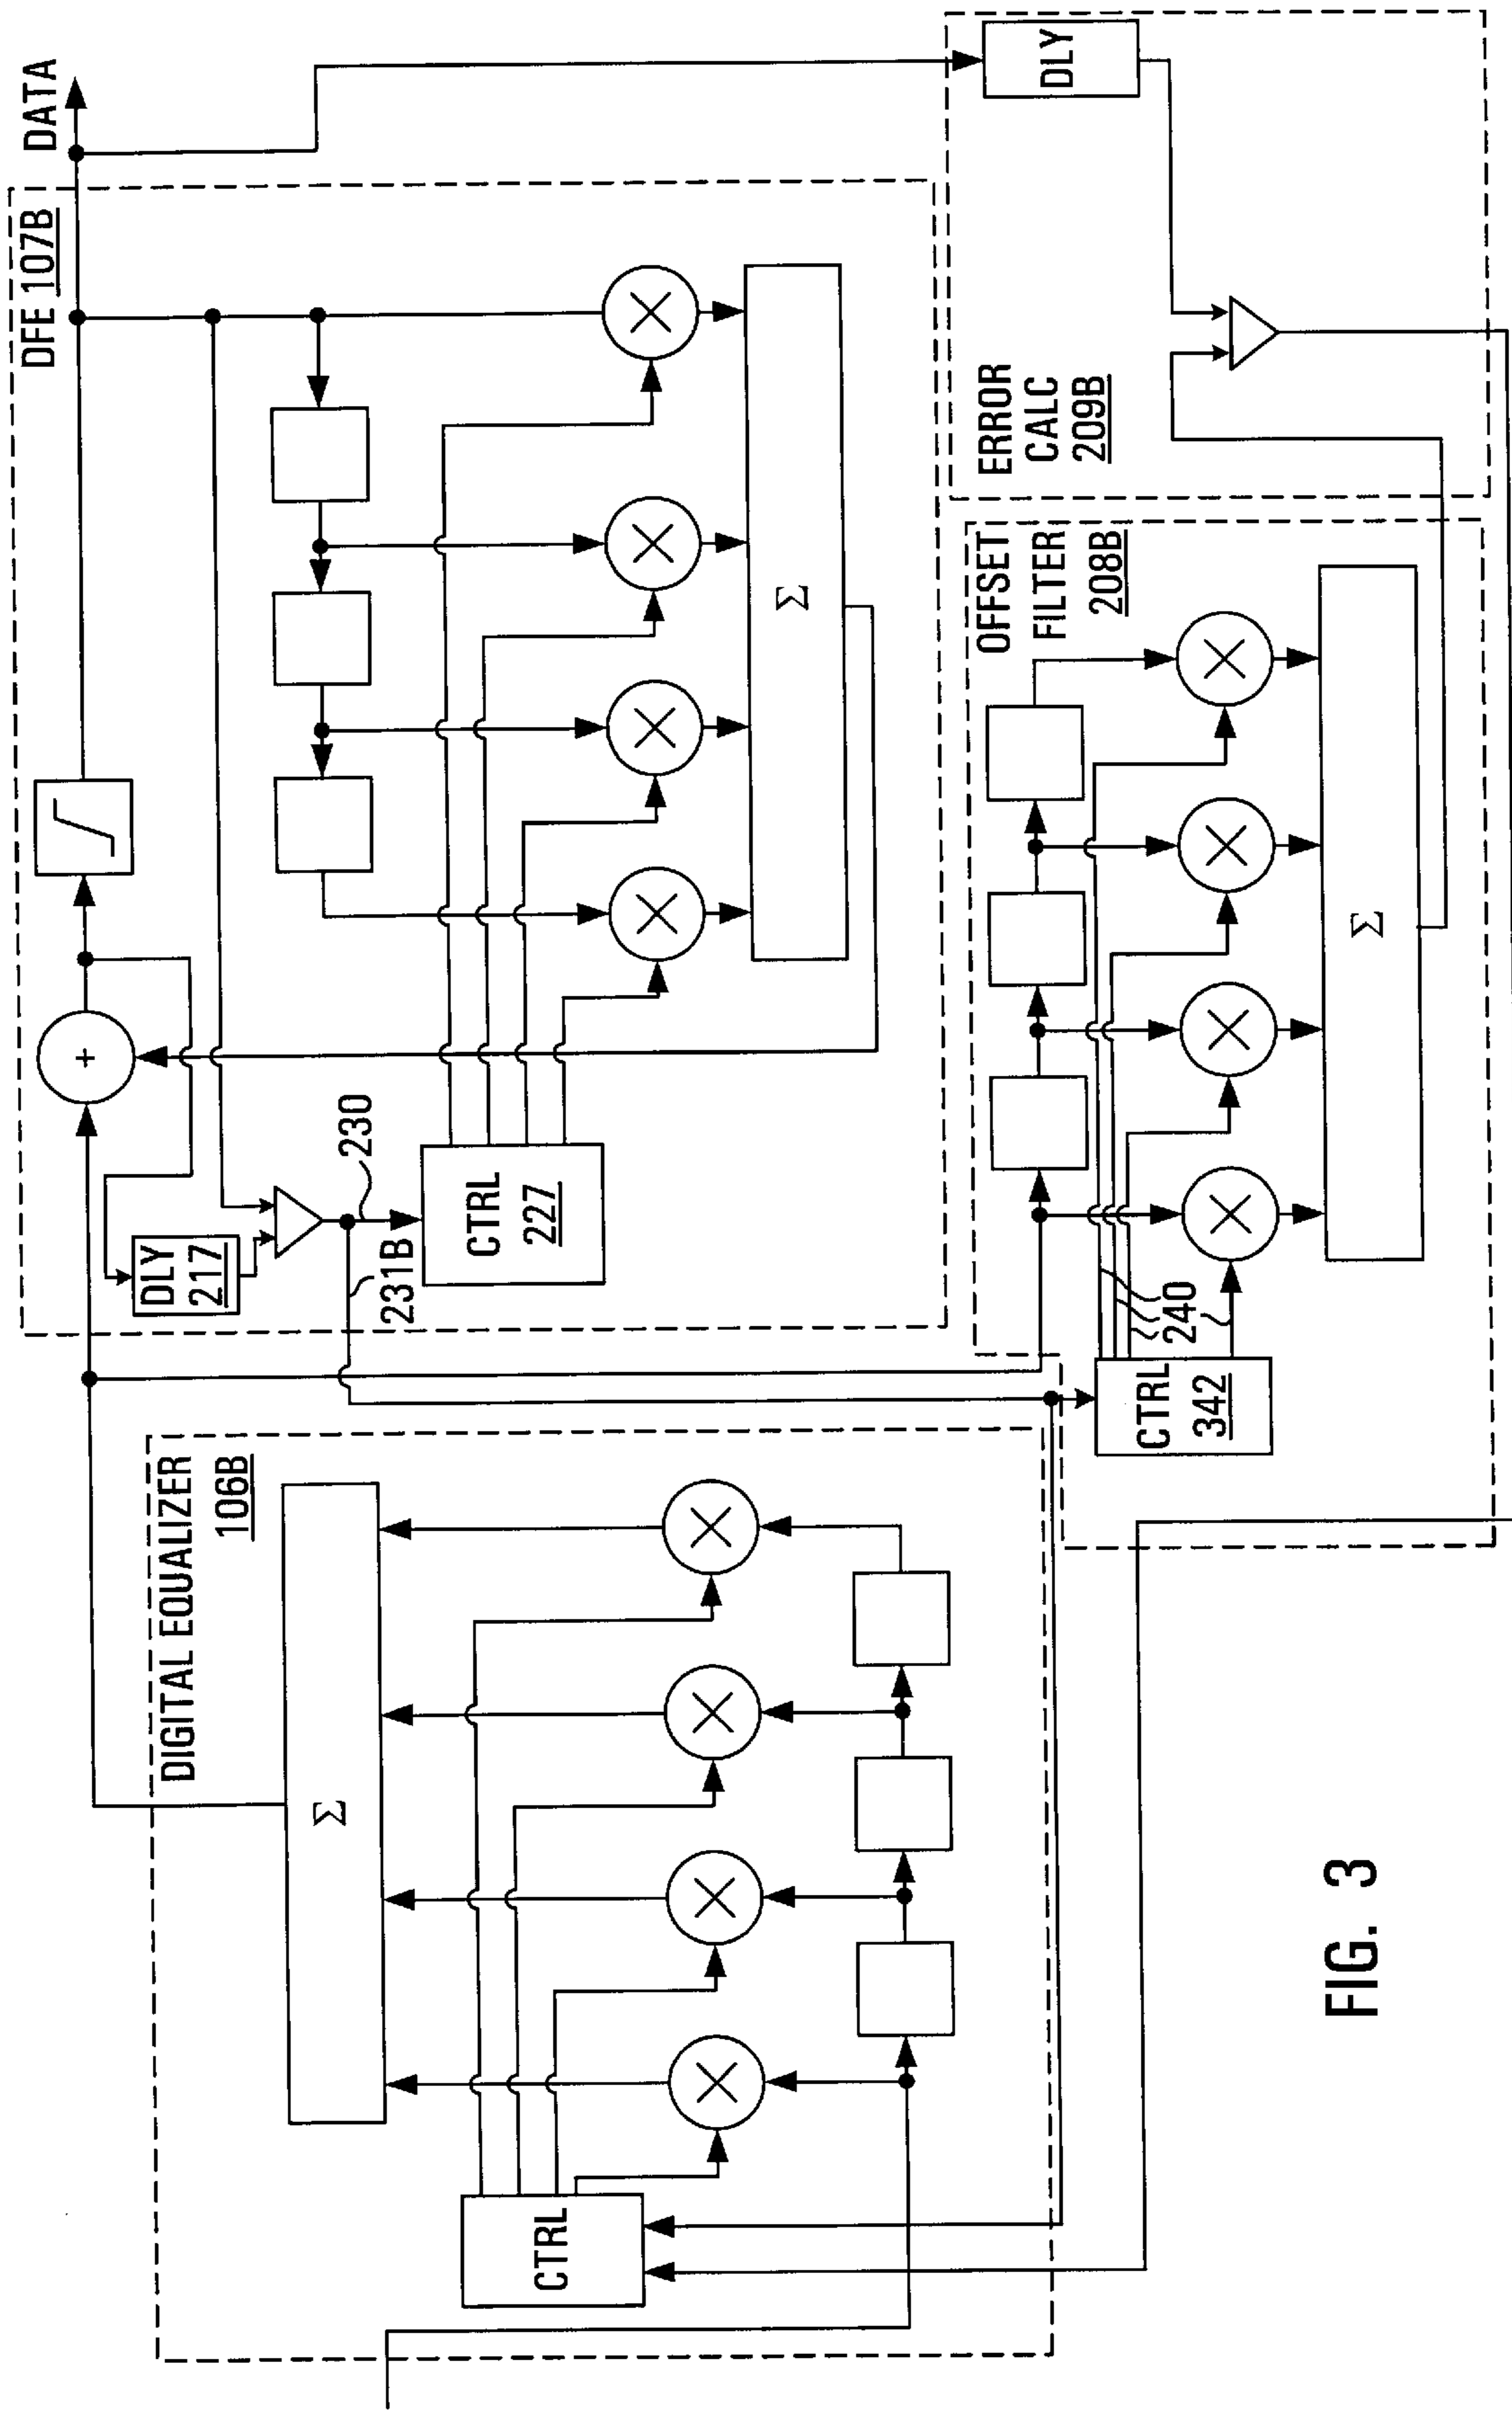 DIGITAL EQUALIZER
106B
Σ
CTRL
DFE 107B
DATA
+
DLY
217
230
231B
CTRL
227
Σ
OFFSET
FILTER
208B
CTRL
342
240
Σ
ERROR
CALC
209B
DLY
FIG. 3